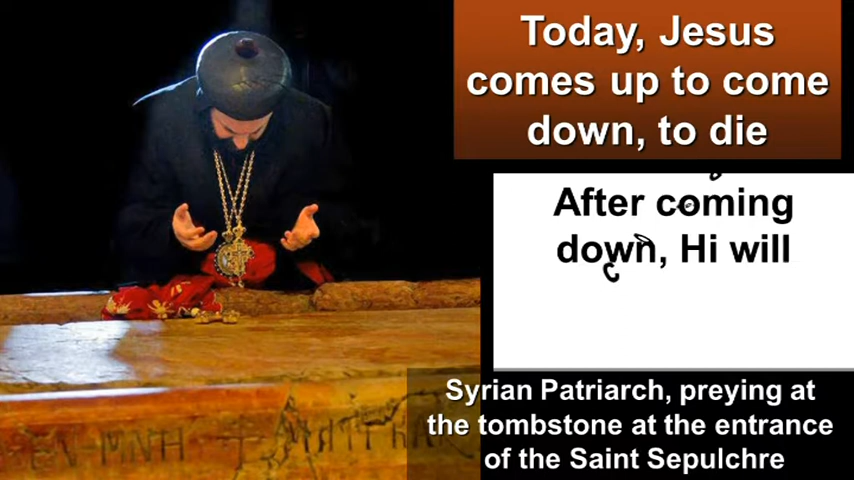 Today, Jesus
comes up to come
down, to die
After coming
down, Hi will
Syrian Patriarch, preying at
the tombstone at the entrance
of the Saint Sepulchre